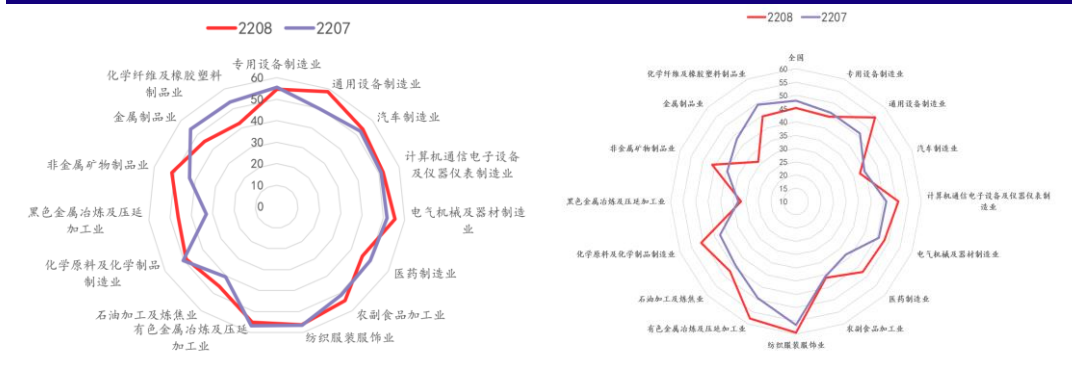 2208 2207
专用设备制造业
通用设备制造业
汽车制造业
计算机通信电子设备
及仪器仪表制造业
电气机械及器材制造
业
医药制造业
农副食品加工业
纺织服装服饰业
有色金属冶炼及压延
加工业
石油加工及炼焦业
化学原料及化学制品
制造业
黑色金属冶炼及压延
加工业
非金属矿物制品业
金属制品业
化学纤维及橡胶塑料
制品业
60
50
40
30
20
10
0
2208 2207
全国
专用设备制造业
通用设备制造业
汽车制造业
计算机通信电子设备及仪器仪表制
造业
电气机械及器材制造业
医药制造业
农副食品加工业
纺织服装服饰业
有色金属冶炼及压延加工业
石油加工及炼焦业
化学原料及化学制品制造业
黑色金属冶炼及压延加工业
非金属矿物制品业
金属制品业
化学纤维及橡胶塑料制品业
60
55
50
45
40
35
30
25
20
15
10